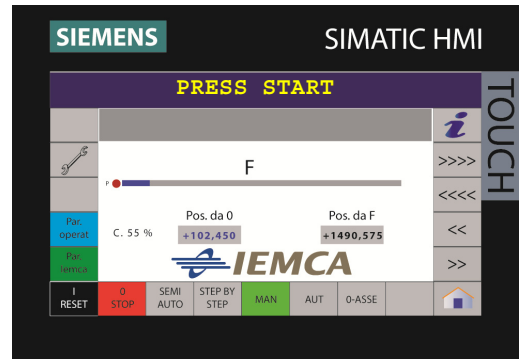 SIEMENS
SIMATIC HMI
TOUCH
PRESS START
i
>>>>
F
P
<<<<
Par.
operat
C. 55 %
Pos. da 0
+102,450
Pos. da F
+1490,575
<<
Par.
Iemca
IEMCA
>>
I
RESET
0
STOP
SEMI
AUTO
STEP BY
STEP
MAN
AUT
0-ASSE